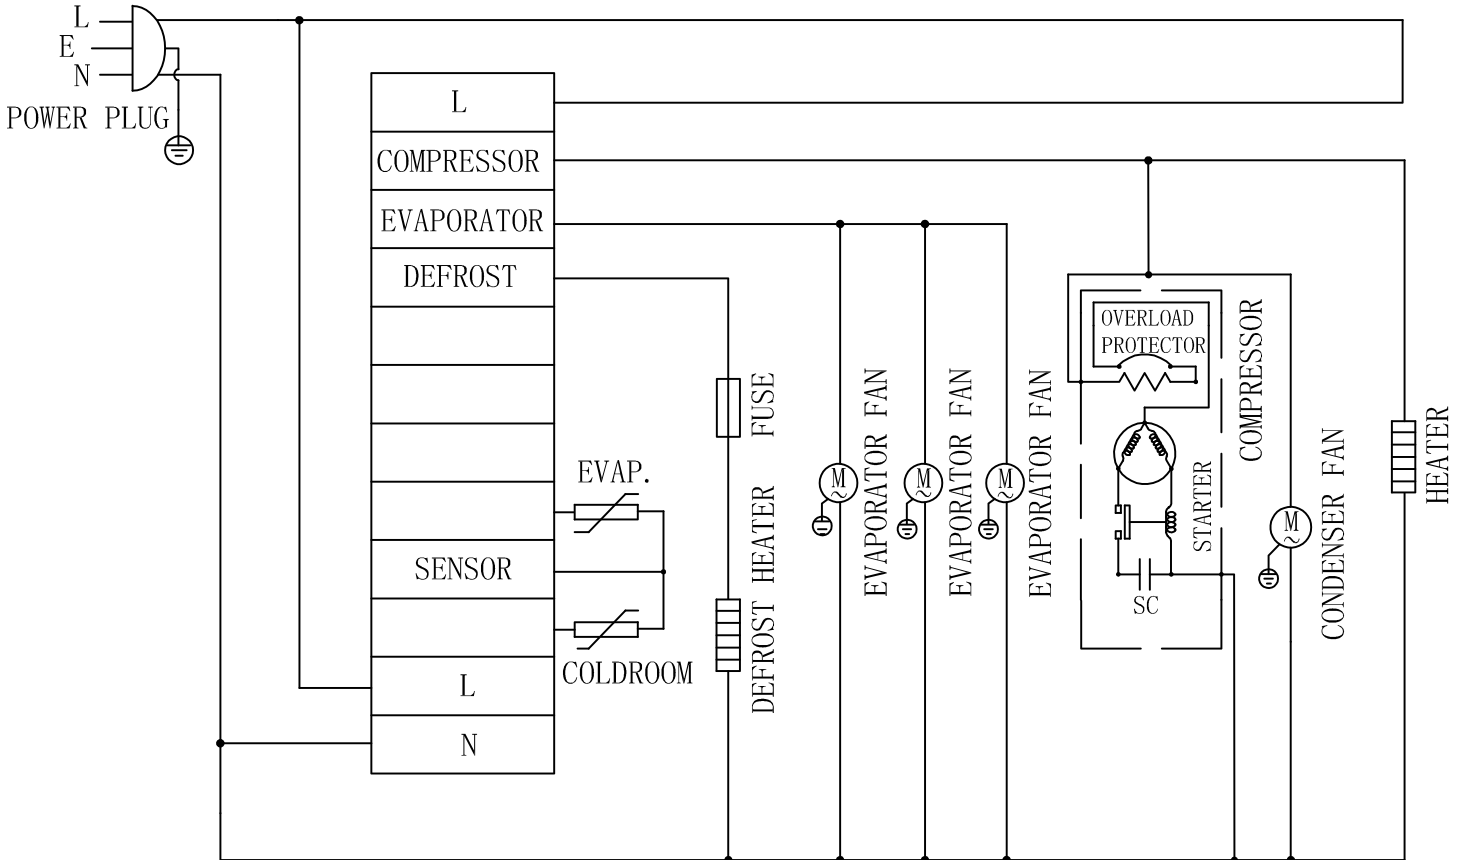 L
E
N
POWER PLUG
L
COMPRESSOR
EVAPORATOR
DEFROST
SENSOR
L
N
EVAP.
COLDROOM
FUSE
DEFROST HEATER
M
~
EVAPORATOR FAN
M
~
EVAPORATOR FAN
M
~
EVAPORATOR FAN
OVERLOAD
PROTECTOR
COMPRESSOR
STARTER
SC
M
~
CONDENSER FAN
HEATER